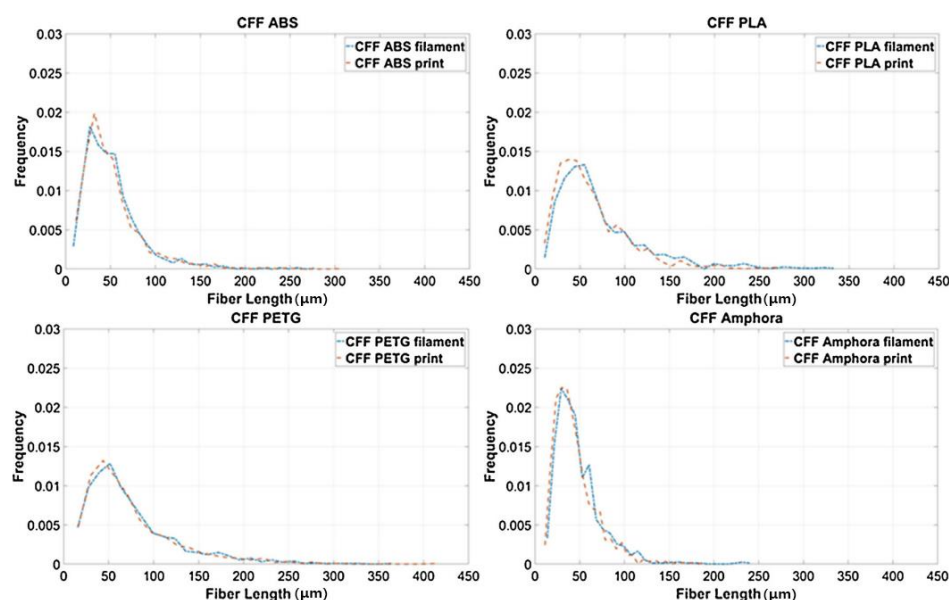 CFF ABS
0.03
0.025
0.02
0.015
0.01
0.005
0
Frequency
CFF ABS filament
CFF ABS print
0 50 100 150 200 250 300 350 400 450
Fiber Length (μm)
CFF PLA
0.03
0.025
0.02
0.015
0.01
0.005
0
Frequency
CFF PLA filament
CFF PLA print
0 50 100 150 200 250 300 350 400 450
Fiber Length (μm)
CFF PETG
0.03
0.025
0.02
0.015
0.01
0.005
0
Frequency
CFF PETG filament
CFF PETG print
0 50 100 150 200 250 300 350 400 450
Fiber Length (μm)
CFF Amphora
0.03
0.025
0.02
0.015
0.01
0.005
0
Frequency
CFF Amphora filament
CFF Amphora print
0 50 100 150 200 250 300 350 400 450
Fiber Length (μm)